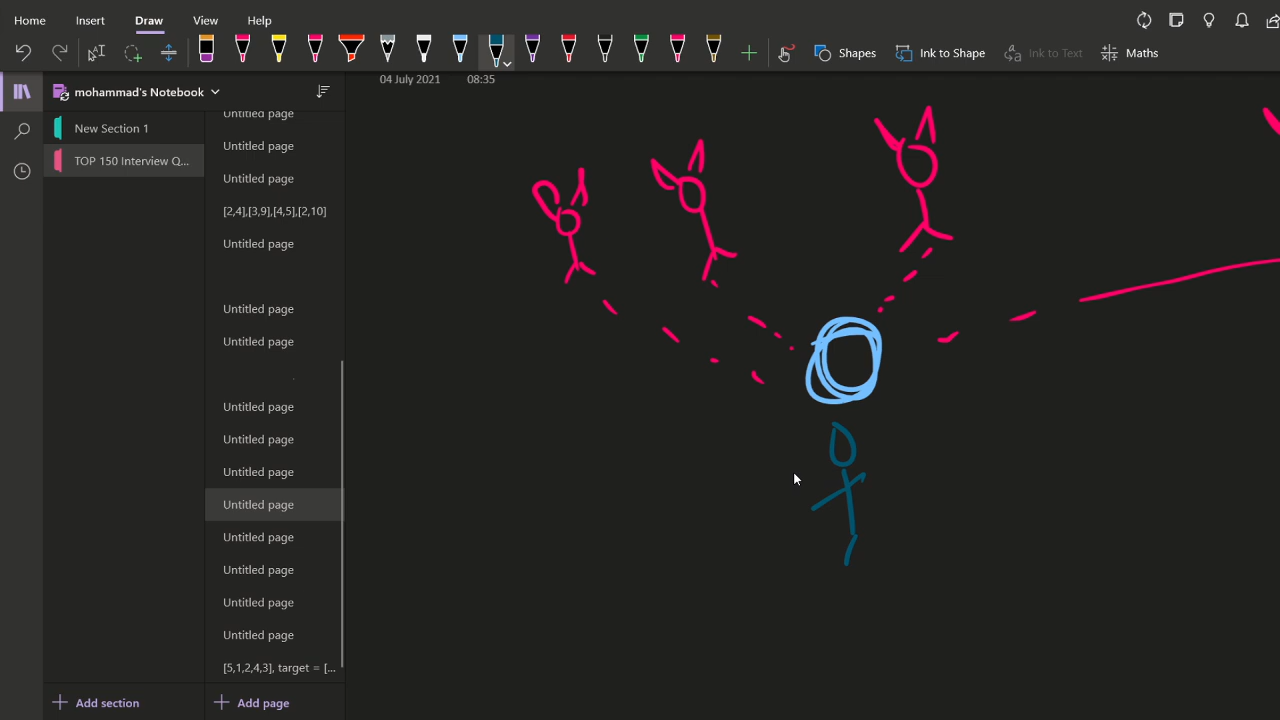 Home Insert Draw View Help
Shapes Ink to Shape Ink to Text Maths
mohammad's Notebook
New Section 1
TOP 150 Interview Q...
Untitled page
Untitled page
Untitled page
[2,4],[3,9],[4,5],[2,10]
Untitled page
Untitled page
Untitled page
Untitled page
Untitled page
Untitled page
Untitled page
Untitled page
Untitled page
Untitled page
Untitled page
[5,1,2,4,3], target = [...
Add section
Add page
04 July 2021 08:35